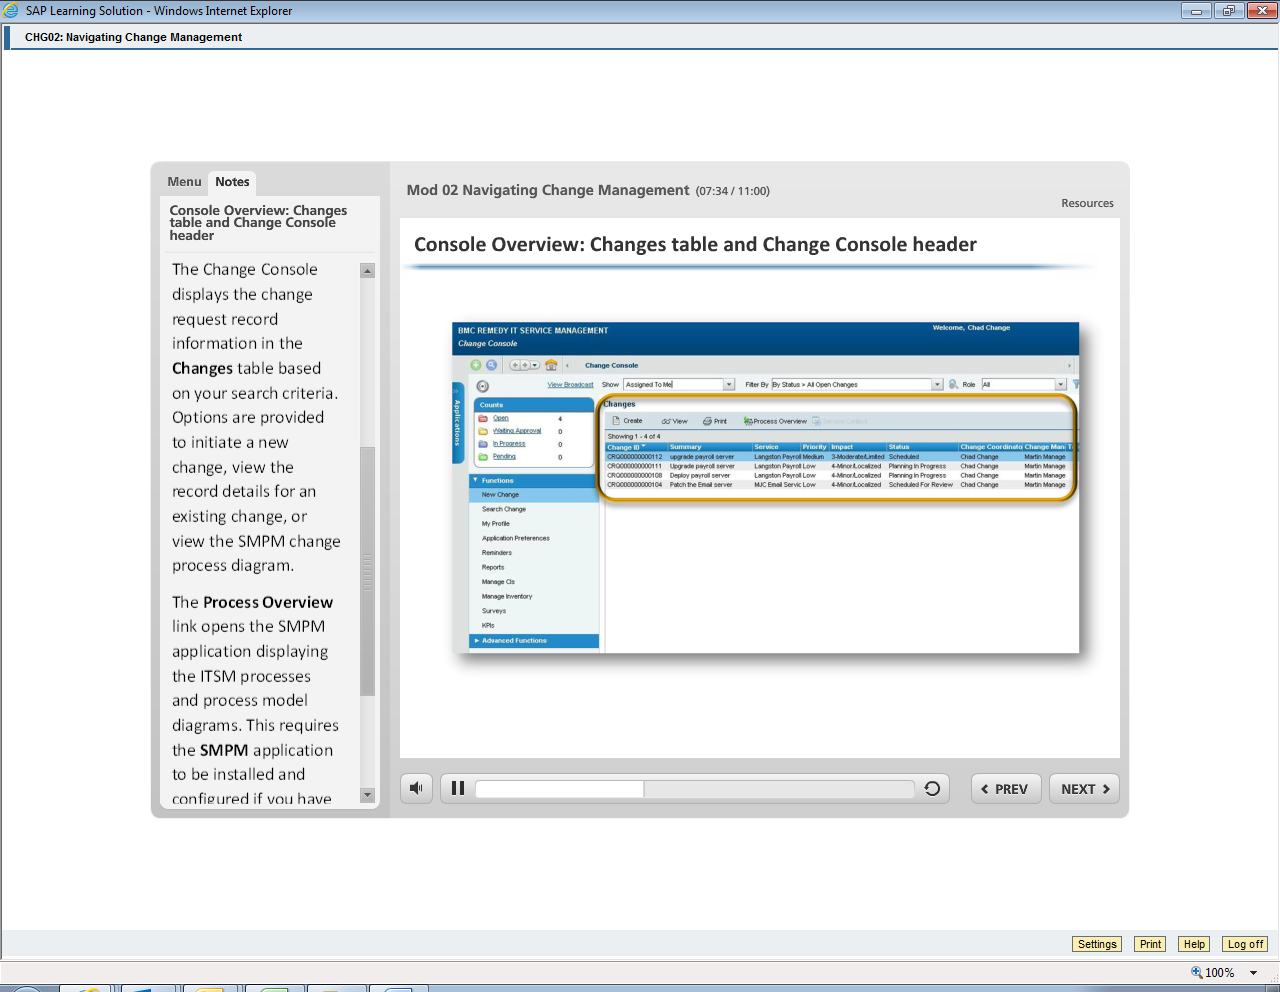 SAP Learning Solution - Windows Internet Explorer
CHG02: Navigating Change Management
Menu
Notes
Console Overview: Changes
table and Change Console
header
The Change Console
displays the change
request record
information in the
Changes table based
on your search criteria.
Options are provided
to initiate a new
change, view the
record details for an
existing change, or
view the SMPM change
process diagram.
The Process Overview
link opens the SMPM
application displaying
the ITSM processes
and process model
diagrams. This requires
the SMPM application
to be installed and
configured if you have
Mod 02 Navigating Change Management (07:34 / 11:00)
Resources
Console Overview: Changes table and Change Console header
BMC REMEDY IT SERVICE MANAGEMENT
Welcome, Chad Change
Change Console
Change Console
View Broadcast Show Assigned To Me Filter By By Status > All Open Changes Role All
Applications
Counts
Open 4
Waiting Approval 0
In Progress 0
Pending 0
Functions
New Change
Search Change
My Profile
Application Preferences
Reminders
Reports
Manage CIs
Manage Inventory
Surveys
KPIs
Advanced Functions
Changes
Create View Print Process Overview
Showing 1 - 4 of 4
Change ID Summary Service Priority Impact Status Change Coordinato Change Man
CRQ000000000112 upgrade payroll server Langston Payroll Medium 3-Moderate/Limited Scheduled Chad Change Martin Manage
CRQ000000000111 Upgrade payroll server Langston Payroll Low 4-Minor/Localized Planning In Progress Chad Change Martin Manage
CRQ000000000108 Deploy payroll server Langston Payroll Low 4-Minor/Localized Planning In Progress Chad Change Martin Manage
CRQ000000000104 Patch the Email server MJC Email Servic Low 4-Minor/Localized Scheduled For Review Chad Change Martin Manage
PREV
NEXT
Settings Print Help Log off
100%